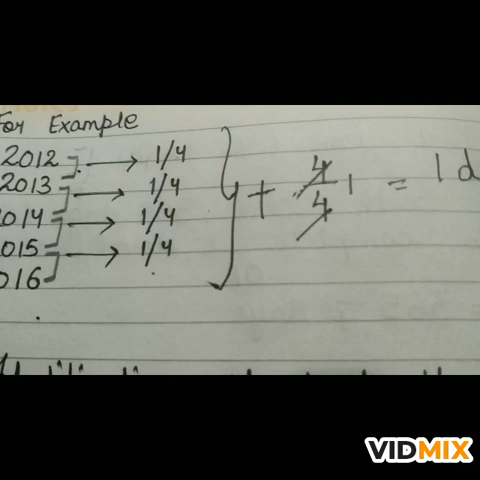 For Example
2012 → 1/4
2013 → 1/4
2014 → 1/4 + 4/4 1 = 1 d
2015 → 1/4
2016
VIDMIX